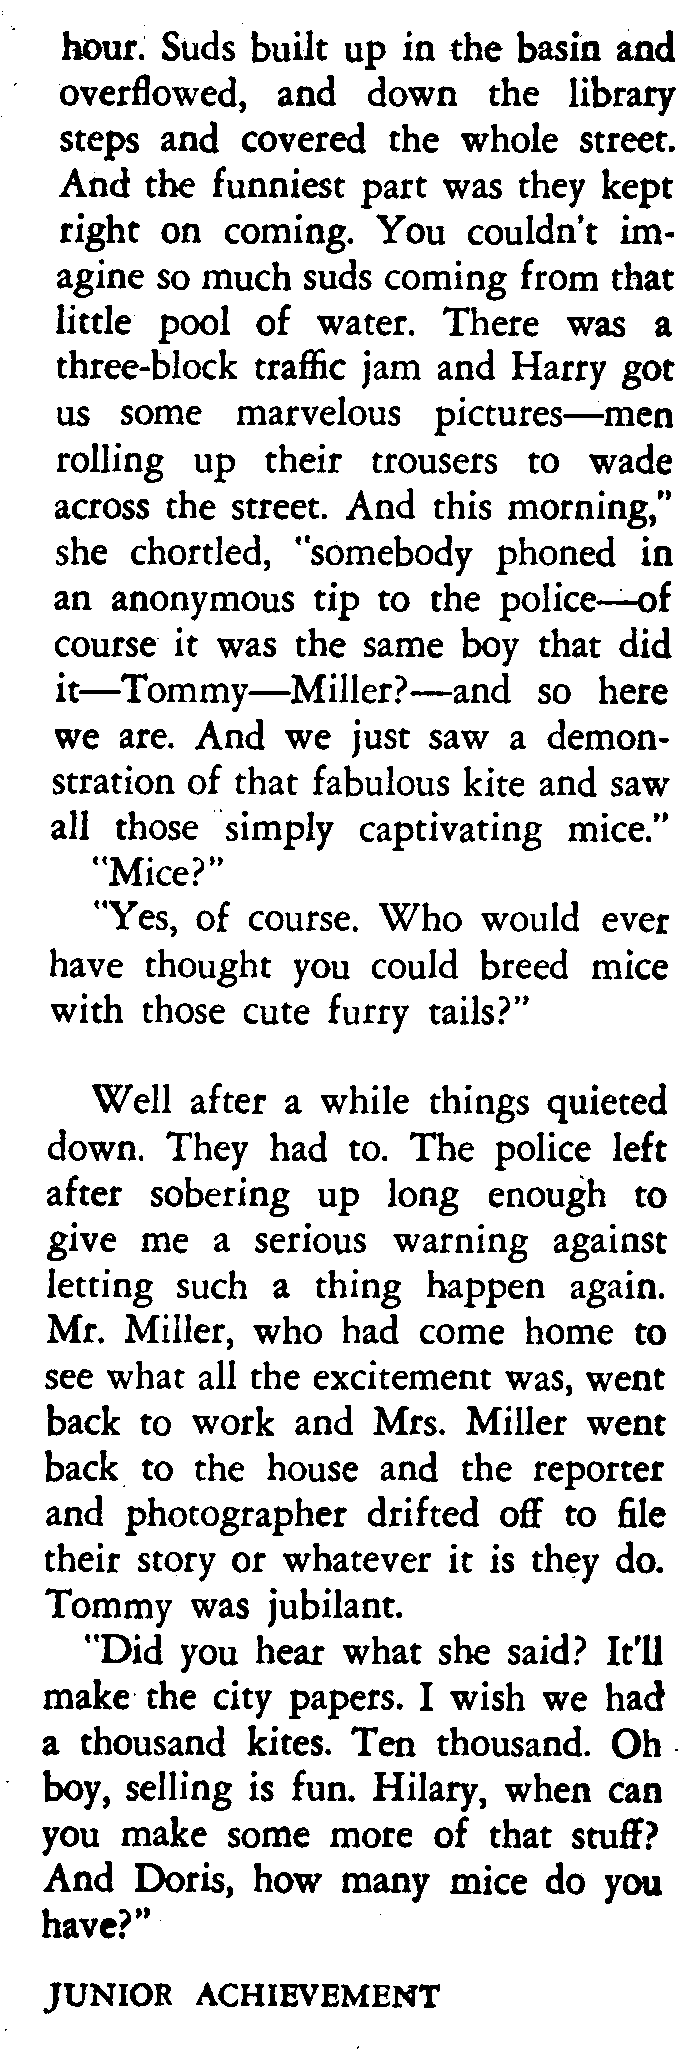 hour. Suds built up in the basin and
overflowed, and down the library
steps and covered the whole street.
And the funniest part was they kept
right on coming. You couldn't im-
agine so much suds coming from that
little pool of water. There was a
three-block traffic jam and Harry got
us some marvelous pictures—men
rolling up their trousers to wade
across the street. And this morning,"
she chortled, "somebody phoned in
an anonymous tip to the police—of
course it was the same boy that did
it—Tommy—Miller?—and so here
we are. And we just saw a demon-
stration of that fabulous kite and saw
all those simply captivating mice."
"Mice?"
"Yes, of course. Who would ever
have thought you could breed mice
with those cute furry tails?"
Well after a while things quieted
down. They had to. The police left
after sobering up long enough to
give me a serious warning against
letting such a thing happen again.
Mr. Miller, who had come home to
see what all the excitement was, went
back to work and Mrs. Miller went
back to the house and the reporter
and photographer drifted off to file
their story or whatever it is they do.
Tommy was jubilant.
"Did you hear what she said? It'll
make the city papers. I wish we had
a thousand kites. Ten thousand. Oh
boy, selling is fun. Hilary, when can
you make some more of that stuff?
And Doris, how many mice do you
have?"
JUNIOR ACHIEVEMENT